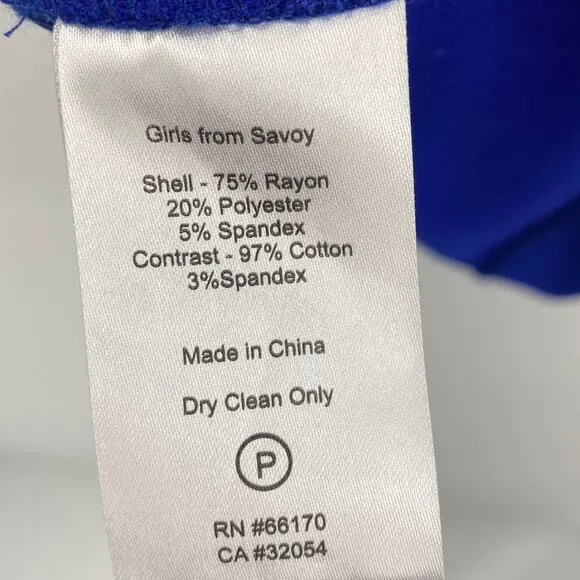 Girls from Savoy
Shell - 75% Rayon
20% Polyester
5% Spandex
Contrast - 97% Cotton
3%Spandex
Made in China
Dry Clean Only
P
RN #66170
CA #32054